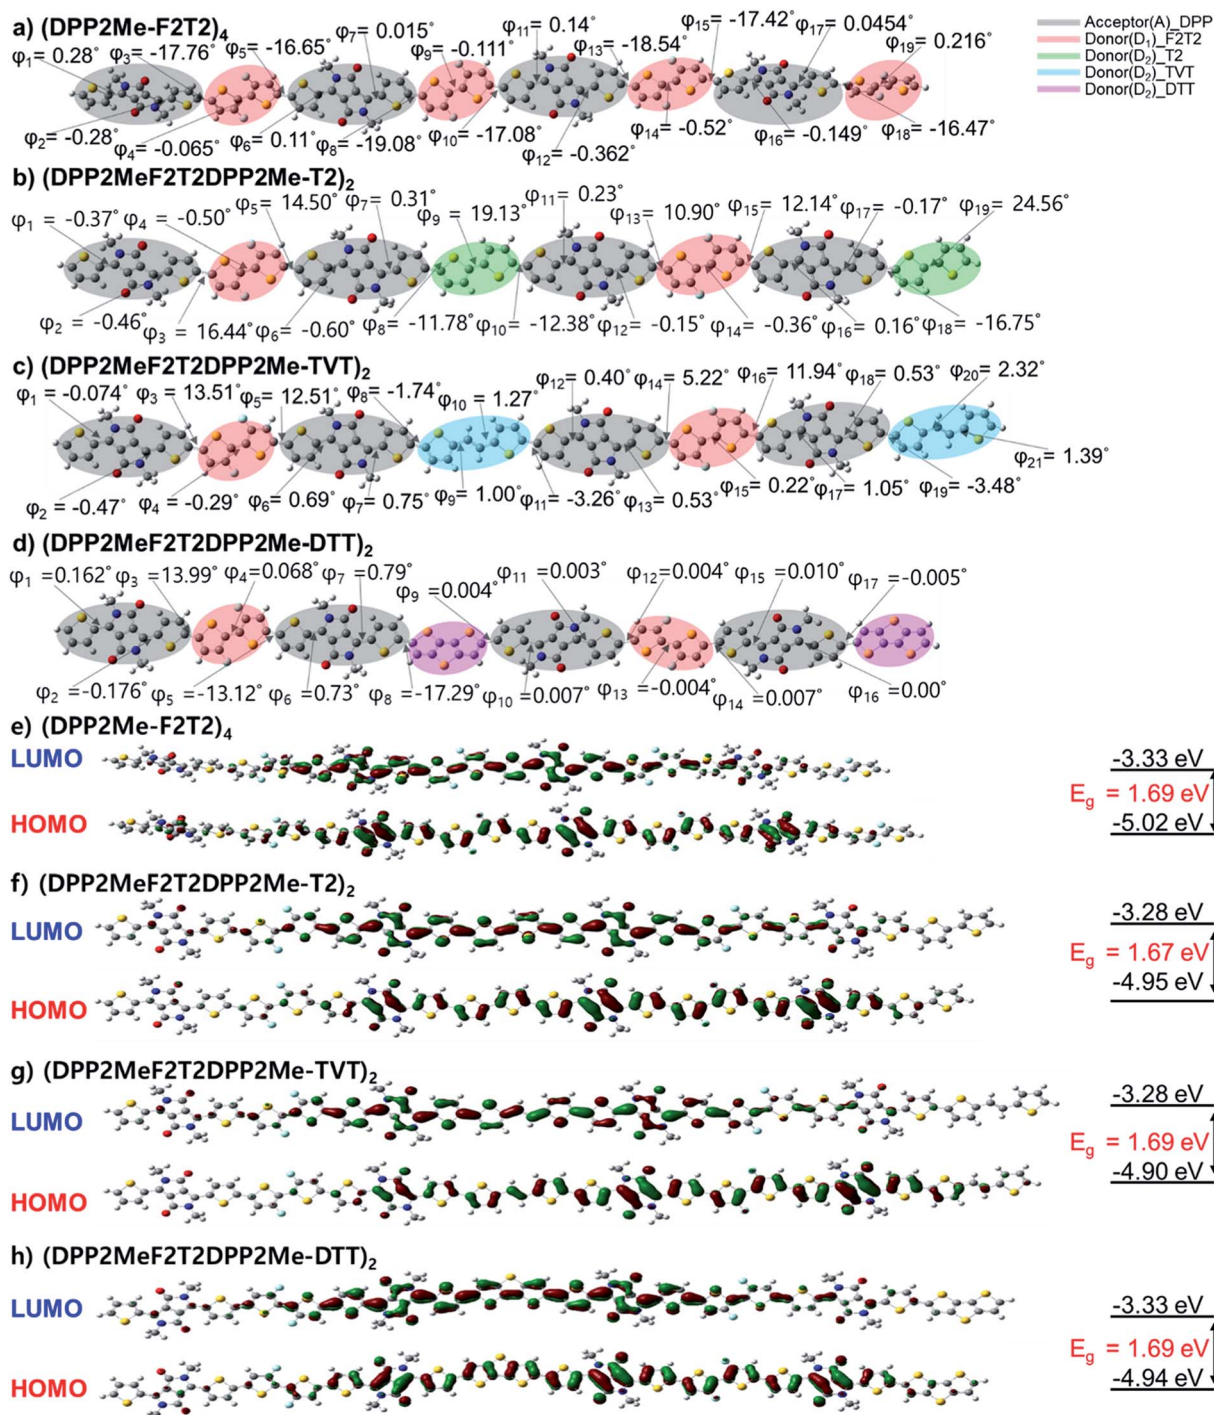 a) (DPP2Me-F2T2)₄
φ₁= 0.28° φ₃= -17.76° φ₅= -16.65° φ₇= 0.015° φ₉= -0.111° φ₁₁= 0.14° φ₁₃= -18.54° φ₁₅= -17.42° φ₁₇= 0.0454° φ₁₉= 0.216°
φ₂= -0.28° φ₄= -0.065° φ₆= 0.11° φ₈= -19.08° φ₁₀= -17.08° φ₁₂= -0.362° φ₁₄= -0.52° φ₁₆= -0.149° φ₁₈= -16.47°
Acceptor(A)_DPP
Donor(D₁)_F2T2
Donor(D₂)_T2
Donor(D₂)_TVT
Donor(D₂)_DTT
b) (DPP2MeF2T2DPP2Me-T2)₂
φ₁ = -0.37° φ₄ = -0.50° φ₅= 14.50° φ₇= 0.31° φ₉ = 19.13° φ₁₁= 0.23° φ₁₃= 10.90° φ₁₅= 12.14° φ₁₇= -0.17° φ₁₉= 24.56°
φ₂ = -0.46° φ₃ = 16.44° φ₆= -0.60° φ₈= -11.78° φ₁₀= -12.38° φ₁₂= -0.15° φ₁₄= -0.36° φ₁₆= 0.16° φ₁₈= -16.75°
c) (DPP2MeF2T2DPP2Me-TVT)₂
φ₁ = -0.074° φ₃ = 13.51° φ₅= 12.51° φ₈= -1.74° φ₁₀= 1.27° φ₁₂= 0.40° φ₁₄= 5.22° φ₁₆= 11.94° φ₁₈= 0.53° φ₂₀= 2.32°
φ₂ = -0.47° φ₄ = -0.29° φ₆= 0.69° φ₇= 0.75° φ₉= 1.00° φ₁₁= -3.26° φ₁₃= 0.53° φ₁₅= 0.22° φ₁₇= 1.05° φ₁₉= -3.48° φ₂₁= 1.39°
d) (DPP2MeF2T2DPP2Me-DTT)₂
φ₁ =0.162° φ₃ =13.99° φ₄=0.068° φ₇ =0.79° φ₉ =0.004° φ₁₁ =0.003° φ₁₂=0.004° φ₁₅ =0.010° φ₁₇ =-0.005°
φ₂ =-0.176° φ₅ =-13.12° φ₆ =0.73° φ₈ =-17.29° φ₁₀ =0.007° φ₁₃ =-0.004° φ₁₄ =0.007° φ₁₆ =0.00°
e) (DPP2Me-F2T2)₄
LUMO
-3.33 eV
E_g = 1.69 eV
HOMO
-5.02 eV
f) (DPP2MeF2T2DPP2Me-T2)₂
LUMO
-3.28 eV
E_g = 1.67 eV
HOMO
-4.95 eV
g) (DPP2MeF2T2DPP2Me-TVT)₂
LUMO
-3.28 eV
E_g = 1.69 eV
HOMO
-4.90 eV
h) (DPP2MeF2T2DPP2Me-DTT)₂
LUMO
-3.33 eV
E_g = 1.69 eV
HOMO
-4.94 eV